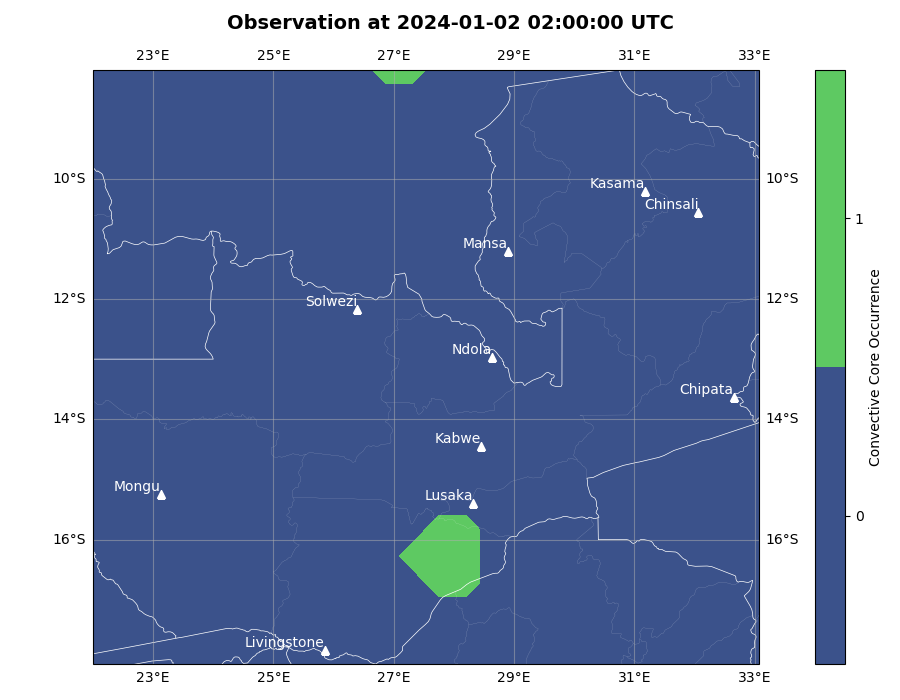 Observation at 2024-01-02 02:00:00 UTC
23°E 25°E 27°E 29°E 31°E 33°E
10°S 10°S
Kasama
Chinsali
1
Mansa
12°S 12°S
Solwezi
Ndola
Chipata
14°S 14°S
Kabwe
Mongu
Lusaka
0
16°S 16°S
Livingstone
23°E 25°E 27°E 29°E 31°E 33°E
Convective Core Occurrence